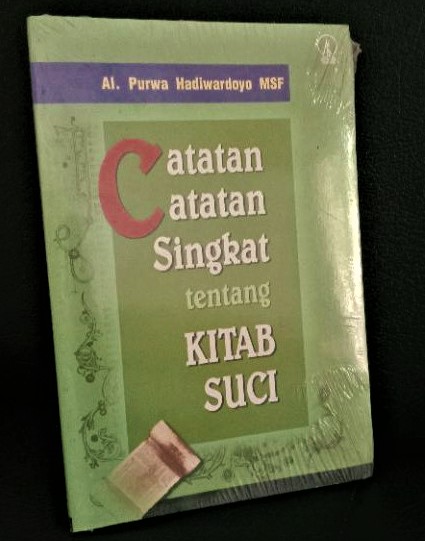 Al. Purwa Hadiwardoyo MSF
Catatan
Catatan
Singkat
tentang
KITAB
SUCI